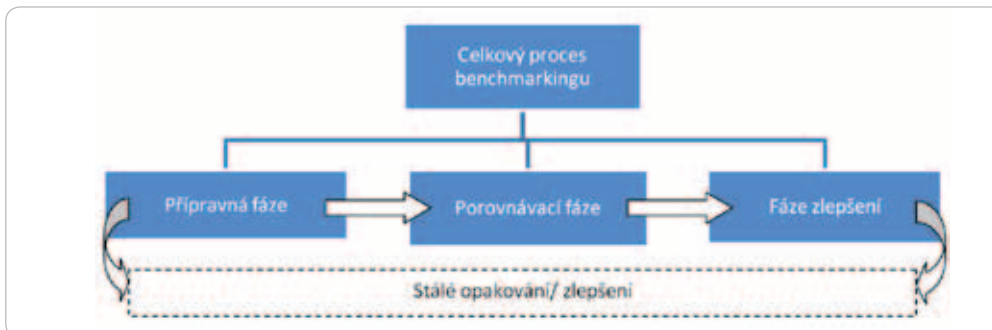 Celkový proces
benchmarkingu
Přípravná fáze
Porovnávací fáze
Fáze zlepšení
Stálé opakování/ zlepšení